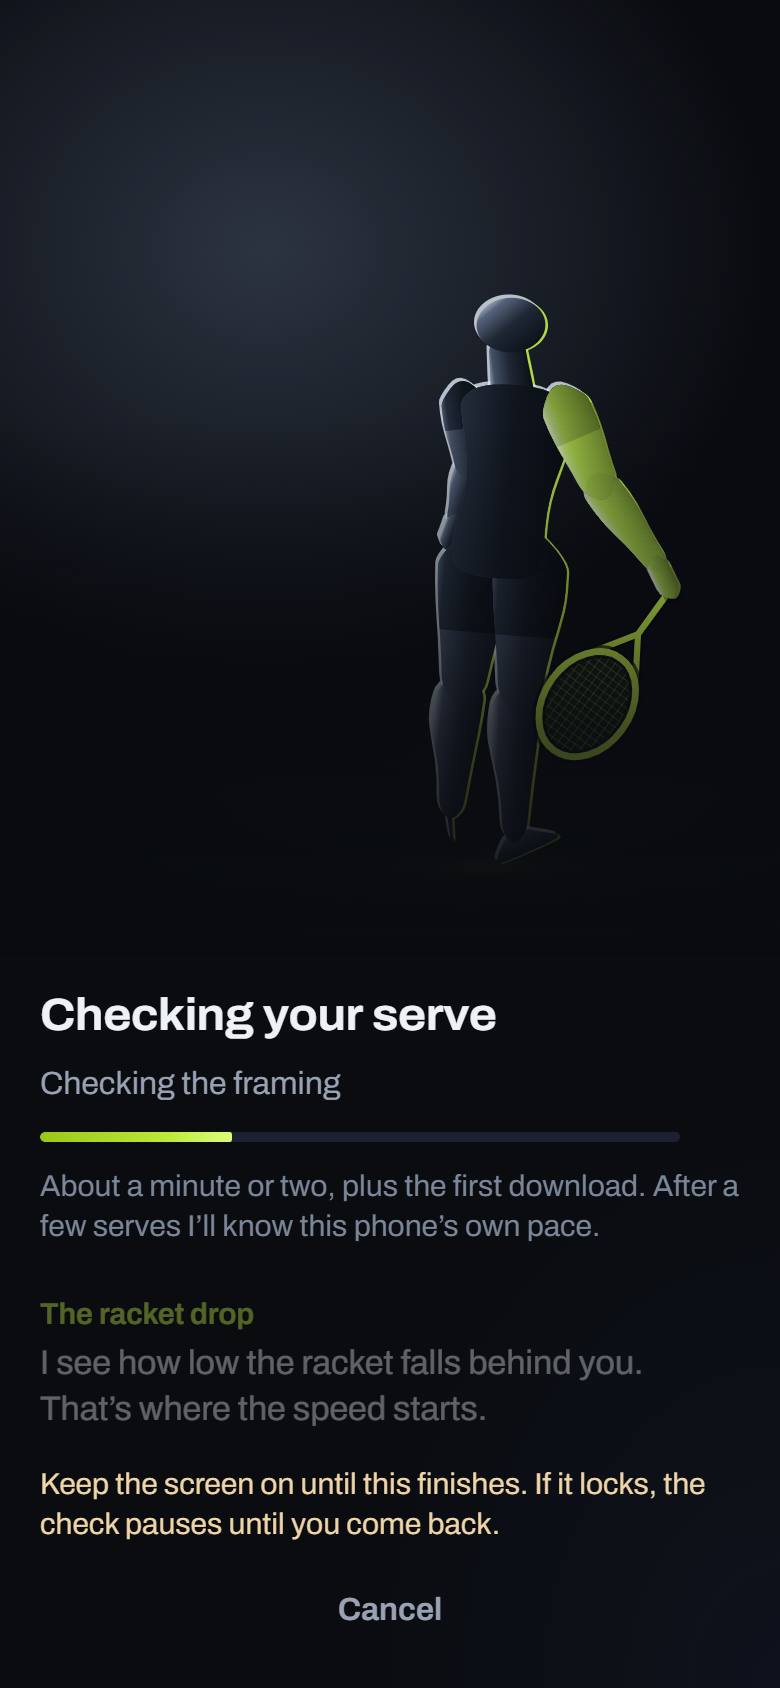 Checking your serve
Checking the framing
About a minute or two, plus the first download. After a
few serves I’ll know this phone’s own pace.
The racket drop
I see how low the racket falls behind you.
That’s where the speed starts.
Keep the screen on until this finishes. If it locks, the
check pauses until you come back.
Cancel